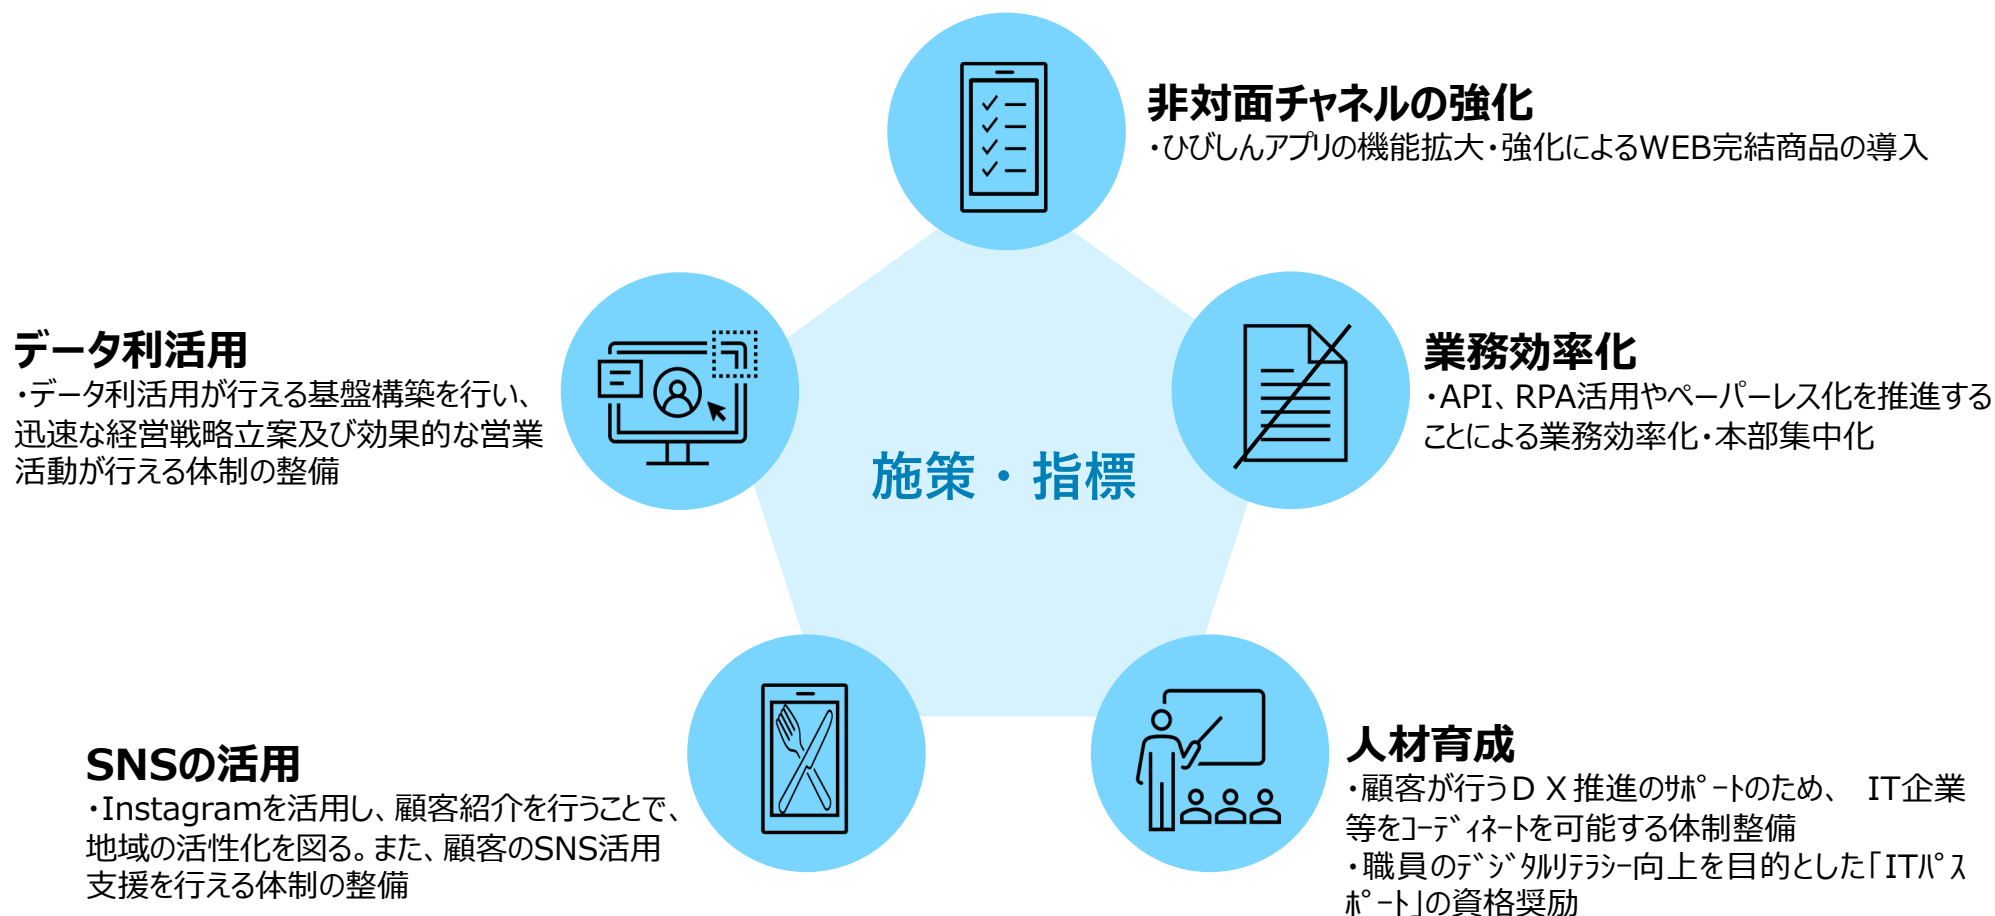 非対面チャネルの強化
・ひびしんアプリの機能拡大・強化によるWEB完結商品の導入
データ利活用
・データ利活用が行える基盤構築を行い、
迅速な経営戦略立案及び効果的な営業
活動が行える体制の整備
業務効率化
・API、RPA活用やペーパーレス化を推進する
ことによる業務効率化・本部集中化
施策・指標
SNSの活用
・Instagramを活用し、顧客紹介を行うことで、
地域の活性化を図る。また、顧客のSNS活用
支援を行える体制の整備
人材育成
・顧客が行うＤＸ推進のｻﾎﾟｰﾄのため、 IT企業
等をｺｰﾃﾞｨﾈｰﾄを可能する体制整備
・職員のﾃﾞｼﾞﾀﾙﾘﾃﾗｼｰ向上を目的とした「ITﾊﾟｽ
ﾎﾟｰﾄ」の資格奨励